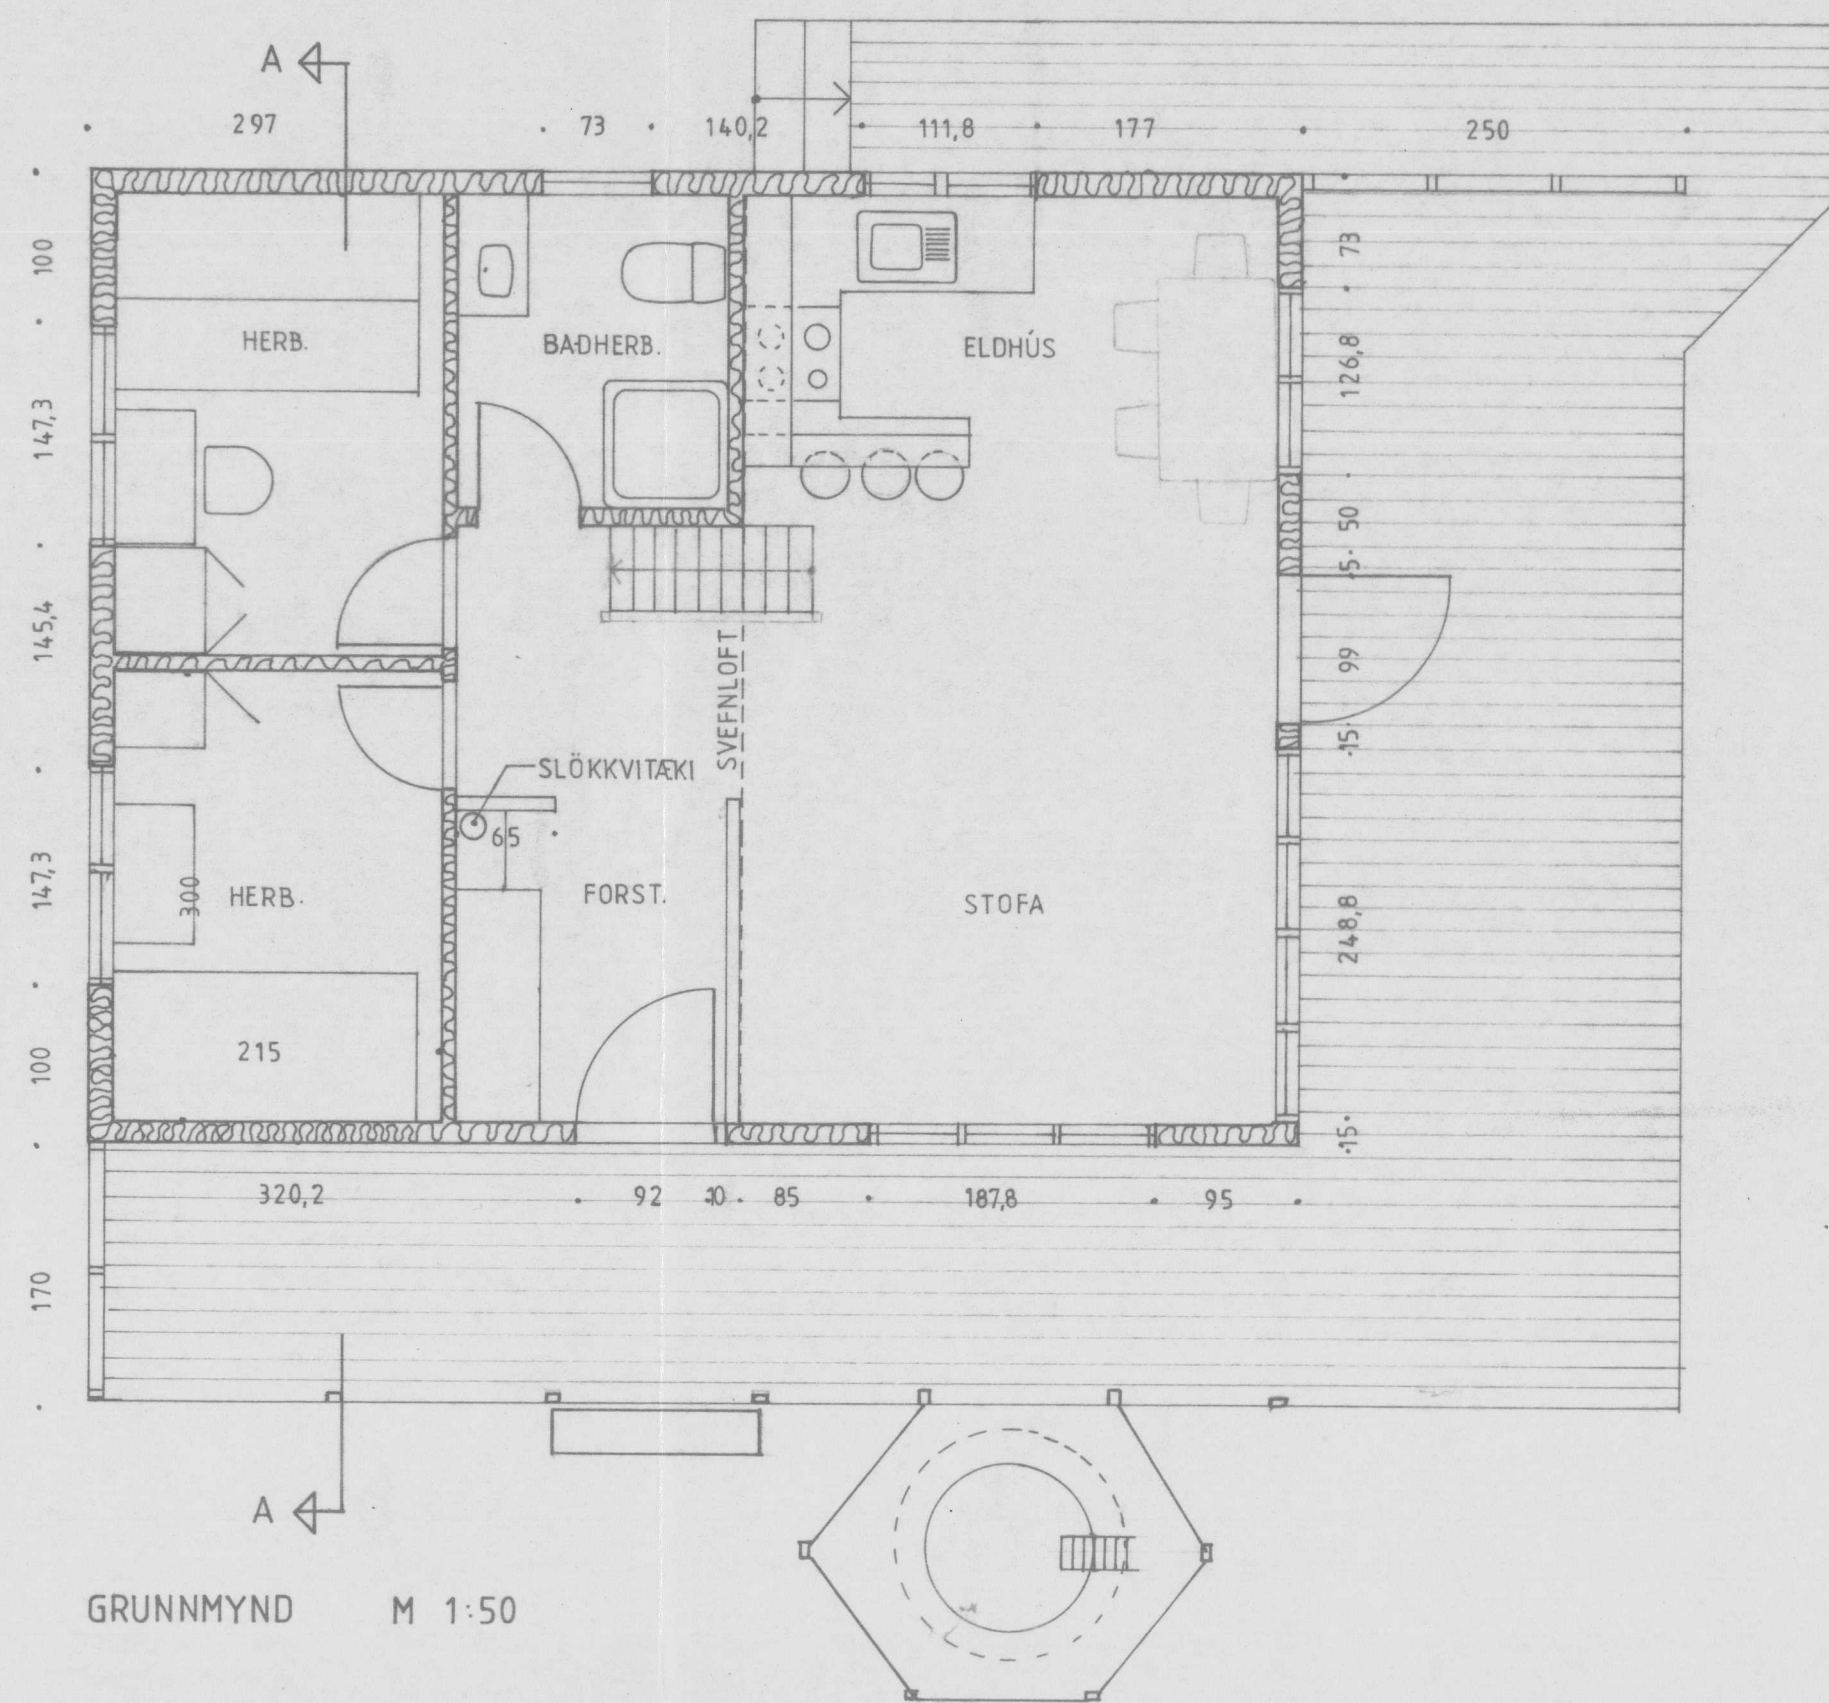 A
297 73 140,2 111,8 177 250
100
73
HERB.
BAÐHERB.
ELDHÚS
126,8
147,3
50
5
145,4
SVEFNLOFT
99
15
SLÖKKVITÆKI
65
147,3
300
HERB.
FORST.
STOFA
248,8
215
100
15
320,2 92 10 85 187,8 95
170
A
GRUNNMYND M 1:50